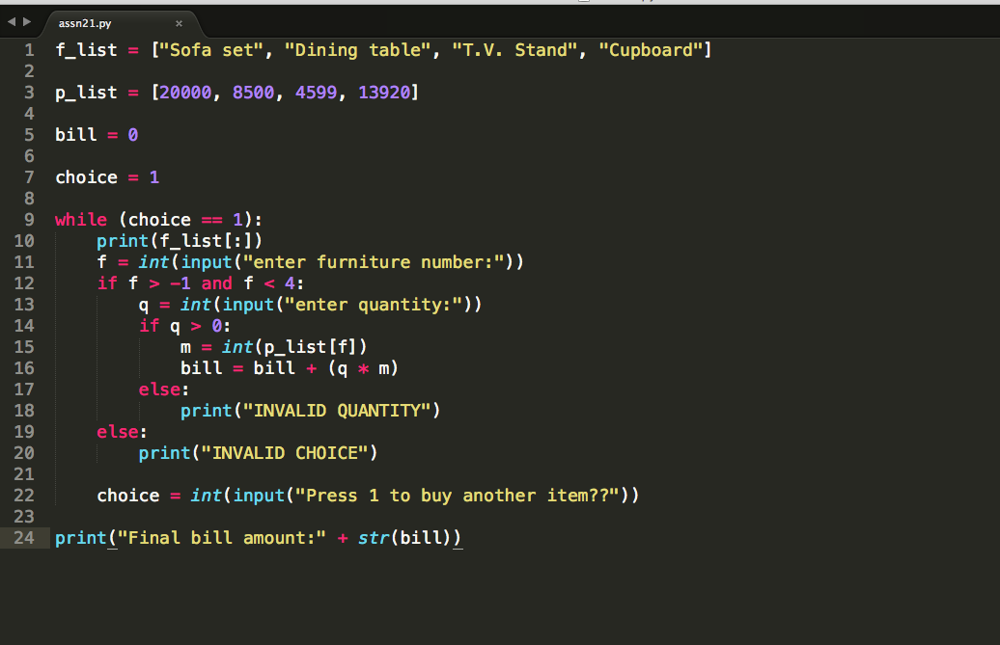 assn21.py
1 f_list = ["Sofa set", "Dining table", "T.V. Stand", "Cupboard"]
2
3 p_list = [20000, 8500, 4599, 13920]
4
5 bill = 0
6
7 choice = 1
8
9 while (choice == 1):
10     print(f_list[:])
11     f = int(input("enter furniture number:"))
12     if f > -1 and f < 4:
13         q = int(input("enter quantity:"))
14         if q > 0:
15             m = int(p_list[f])
16             bill = bill + (q * m)
17         else:
18             print("INVALID QUANTITY")
19     else:
20         print("INVALID CHOICE")
21
22     choice = int(input("Press 1 to buy another item??"))
23
24 print("Final bill amount:" + str(bill))